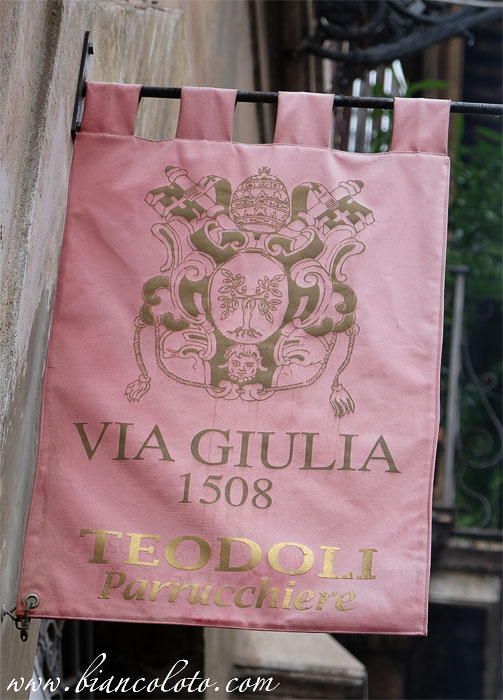 VIA GIULIA
1508
TEODOLI
Parrucchiere
www.biancoloto.com